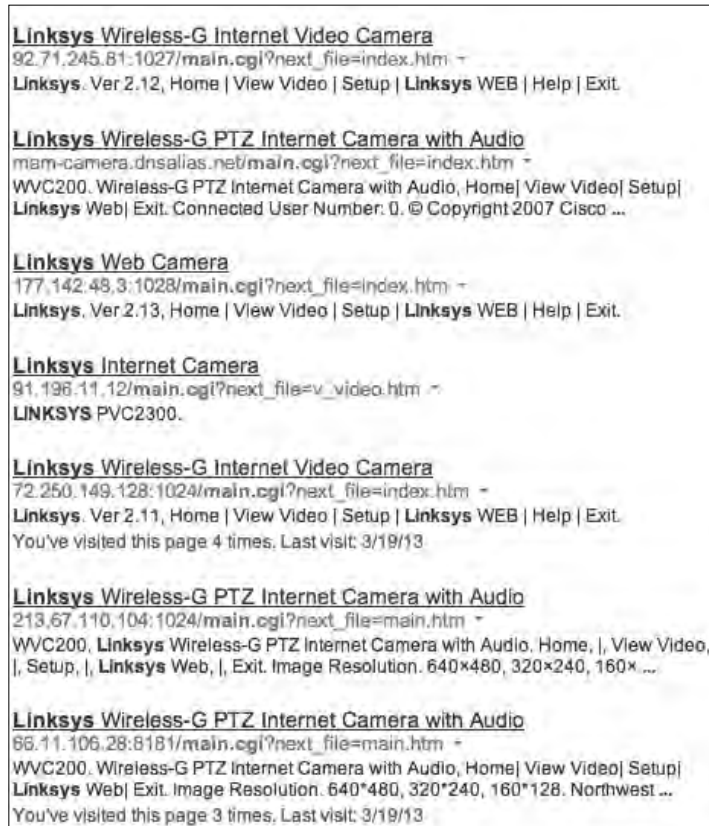 Linksys Wireless-G Internet Video Camera
92.71.245.81:1027/main.cgi?next_file=index.htm
Linksys. Ver 2.12, Home | View Video | Setup | Linksys WEB | Help | Exit.
Linksys Wireless-G PTZ Internet Camera with Audio
mam-camera.dnsalias.net/main.cgi?next_file=index.htm
WVC200. Wireless-G PTZ Internet Camera with Audio, Home| View Video| Setup|
Linksys Web| Exit. Connected User Number: 0. © Copyright 2007 Cisco ...
Linksys Web Camera
177.142.48.3:1028/main.cgi?next_file=index.htm
Linksys. Ver 2.13, Home | View Video | Setup | Linksys WEB | Help | Exit.
Linksys Internet Camera
91.196.11.12/main.cgi?next_file=v_video.htm
LINKSYS PVC2300.
Linksys Wireless-G Internet Video Camera
72.250.149.128:1024/main.cgi?next_file=index.htm
Linksys. Ver 2.11, Home | View Video | Setup | Linksys WEB | Help | Exit.
You've visited this page 4 times. Last visit: 3/19/13
Linksys Wireless-G PTZ Internet Camera with Audio
213.67.110.104:1024/main.cgi?next_file=main.htm
WVC200, Linksys Wireless-G PTZ Internet Camera with Audio. Home, |, View Video,
|, Setup, |, Linksys Web, |, Exit. Image Resolution. 640×480, 320×240, 160× ...
Linksys Wireless-G PTZ Internet Camera with Audio
66.11.106.28:8181/main.cgi?next_file=main.htm
WVC200. Wireless-G PTZ Internet Camera with Audio, Home| View Video| Setup|
Linksys Web| Exit. Image Resolution. 640*480, 320*240, 160*128. Northwest ...
You've visited this page 3 times. Last visit: 3/19/13